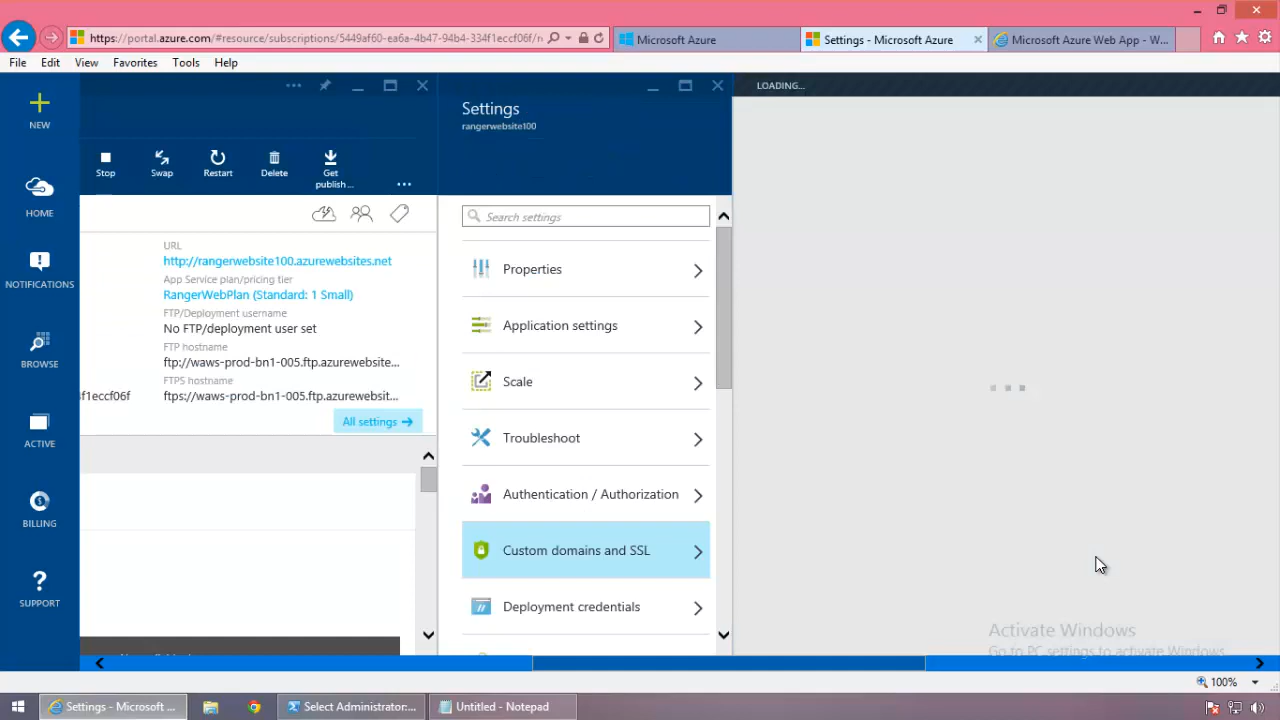 https://portal.azure.com/#resource/subscriptions/5449af60-ea6a-4b47-94b4-334f1eccf06f/r
Microsoft Azure
Settings - Microsoft Azure
Microsoft Azure Web App - W...
File
Edit
View
Favorites
Tools
Help
NEW
HOME
NOTIFICATIONS
BROWSE
ACTIVE
BILLING
SUPPORT
Stop
Swap
Restart
Delete
Get publish ...
URL
http://rangerwebsite100.azurewebsites.net
App Service plan/pricing tier
RangerWebPlan (Standard: 1 Small)
FTP/Deployment username
No FTP/deployment user set
FTP hostname
ftp://waws-prod-bn1-005.ftp.azurewebsite...
FTPS hostname
f1eccf06f
ftps://waws-prod-bn1-005.ftp.azurewebsit...
All settings
Settings
rangerwebsite100
Search settings
Properties
Application settings
Scale
Troubleshoot
Authentication / Authorization
Custom domains and SSL
Deployment credentials
LOADING...
Activate Windows
Go to PC settings to activate Windows.
100%
Settings - Microsoft ...
Select Administrator:...
Untitled - Notepad